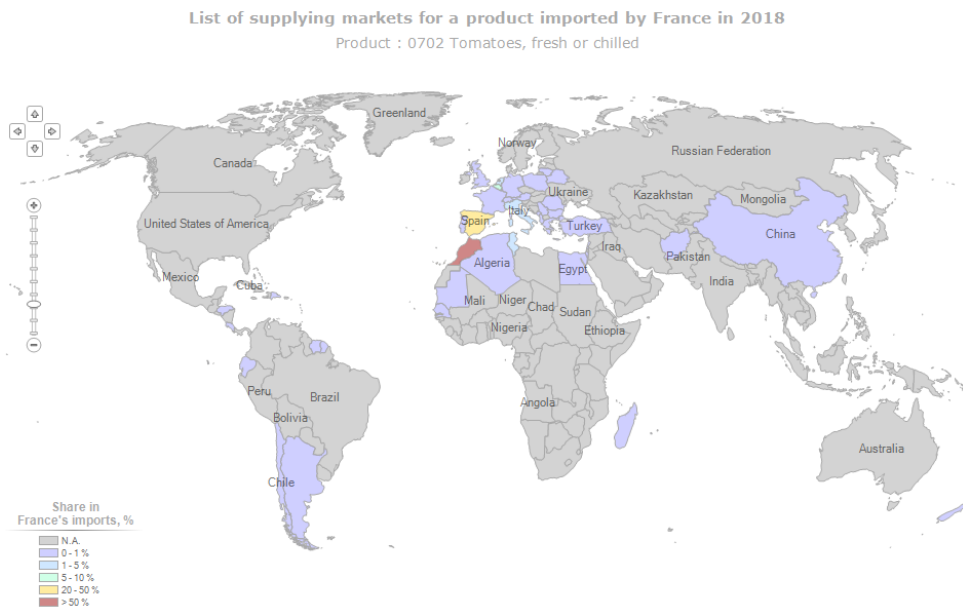 List of supplying markets for a product imported by France in 2018
Product : 0702 Tomatoes, fresh or chilled
Greenland
Norway
Russian Federation
Canada
Ukraine
Kazakhstan
Mongolia
United States of America
Spain
Italy
Turkey
China
Iraq
Pakistan
Algeria
Egypt
Mexico
Cuba
India
Mali
Niger
Chad
Sudan
Nigeria
Ethiopia
Peru
Brazil
Angola
Bolivia
Australia
Chile
Share in
France's imports, %
N.A.
0 - 1 %
1 - 5 %
5 - 10 %
20 - 50 %
> 50 %